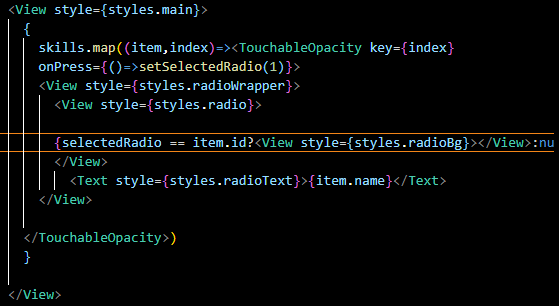 <View style={styles.main}>
{
skills.map((item,index)=><TouchableOpacity key={index}
onPress={()=>setSelectedRadio(1)}>
<View style={styles.radioWrapper}>
<View style={styles.radio}>
{selectedRadio == item.id?<View style={styles.radioBg}></View>:nu
</View>
<Text style={styles.radioText}>{item.name}</Text>
</View>
</TouchableOpacity>)
}
</View>